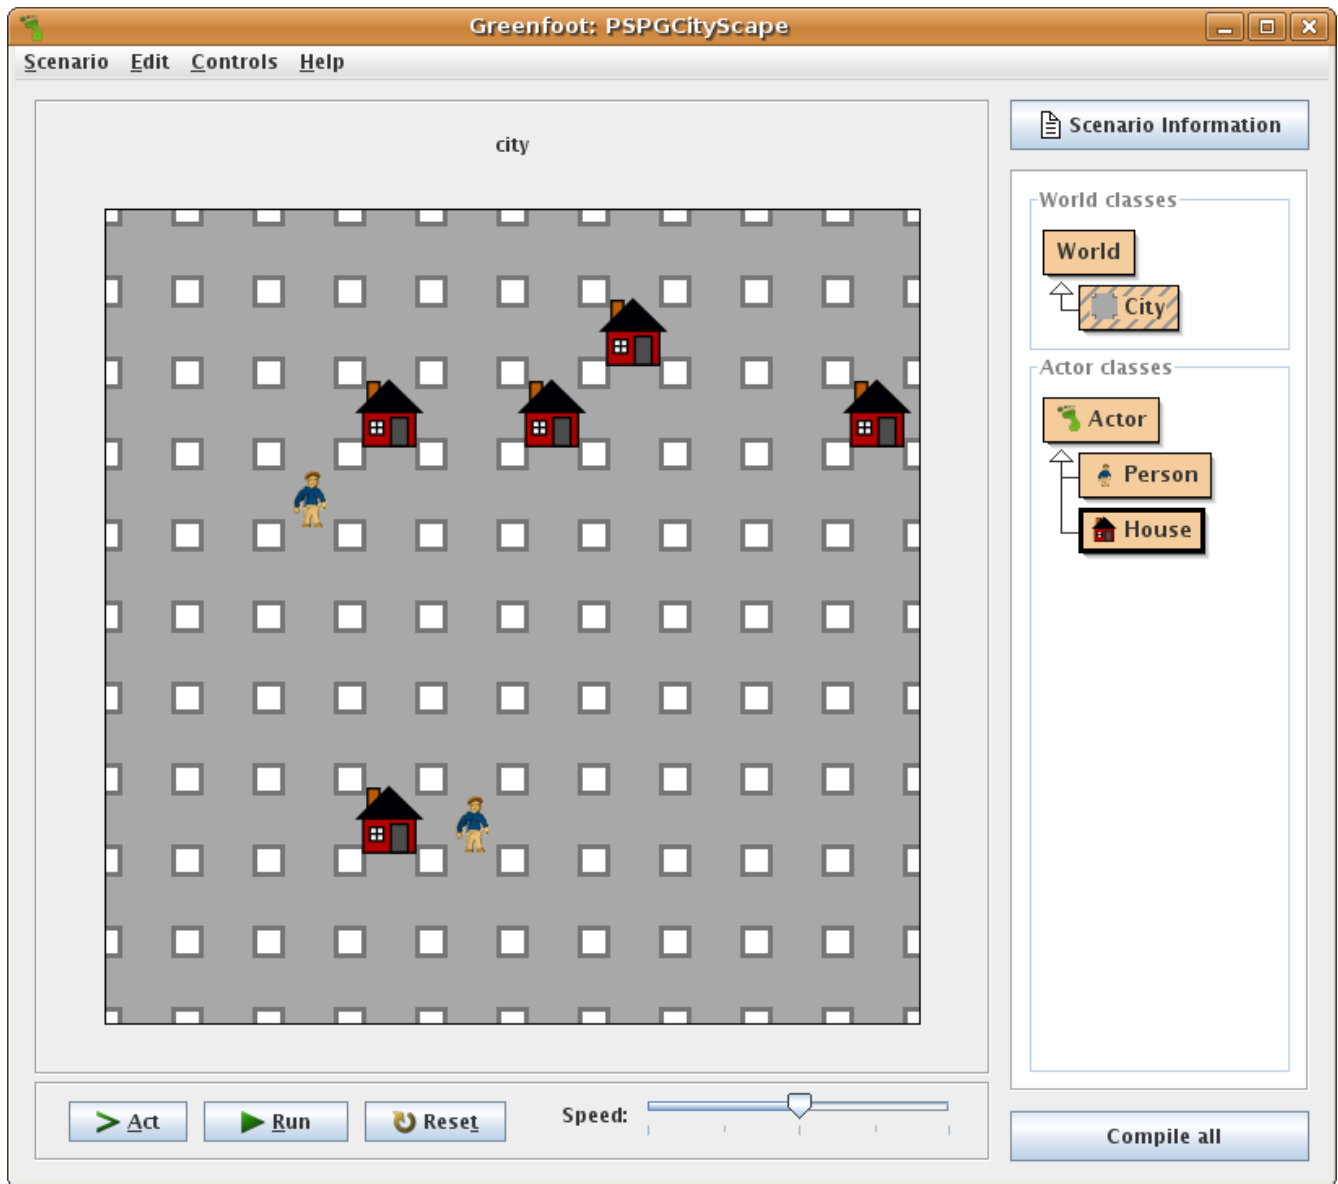 Greenfoot: PSPGCityScape
Scenario Edit Controls Help
city
Scenario Information
World classes
World
City
Actor classes
Actor
Person
House
Act Run Reset Speed:
Compile all